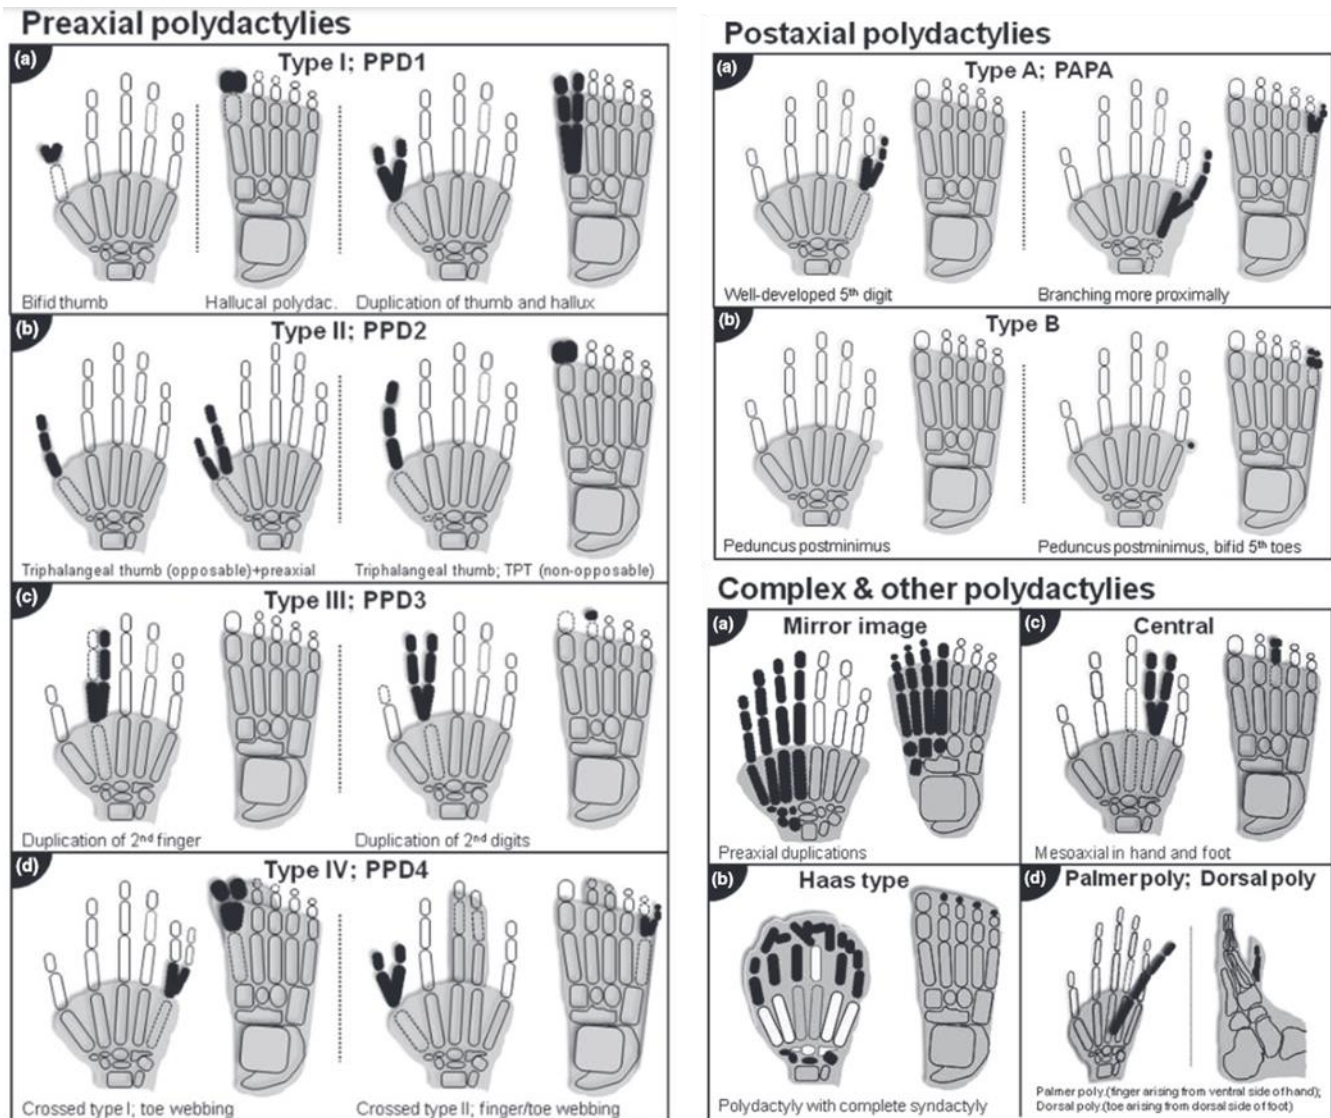 Preaxial polydactylies
(a)
Type I; PPD1
Bifid thumb
Hallucal polydac.
Duplication of thumb and hallux
(b)
Type II; PPD2
Triphalangeal thumb (opposable)+preaxial
Triphalangeal thumb; TPT (non-opposable)
(c)
Type III; PPD3
Duplication of 2nd finger
Duplication of 2nd digits
(d)
Type IV; PPD4
Crossed type I; toe webbing
Crossed type II; finger/toe webbing
Postaxial polydactylies
(a)
Type A; PAPA
Well-developed 5th digit
Branching more proximally
(b)
Type B
Peduncus postminimus
Peduncus postminimus, bifid 5th toes
Complex & other polydactylies
(a)
Mirror image
Preaxial duplications
(c)
Central
Mesoaxial in hand and foot
(b)
Haas type
Polydactyly with complete syndactyly
(d)
Palmer poly; Dorsal poly
Palmer poly.(finger arising from ventral side of hand);
Dorsal poly.(toe arising from dorsal side of foot)